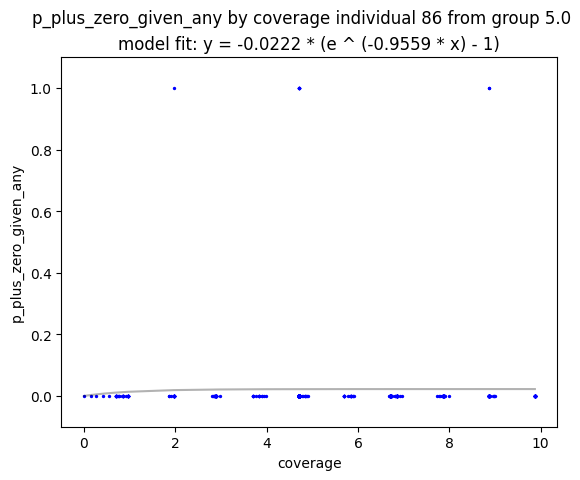 p_plus_zero_given_any by coverage individual 86 from group 5.0
model fit: y = -0.0222 * (e ^ (-0.9559 * x) - 1)
1.0
0.8
0.6
0.4
0.2
0.0
p_plus_zero_given_any
0 2 4 6 8 10
coverage